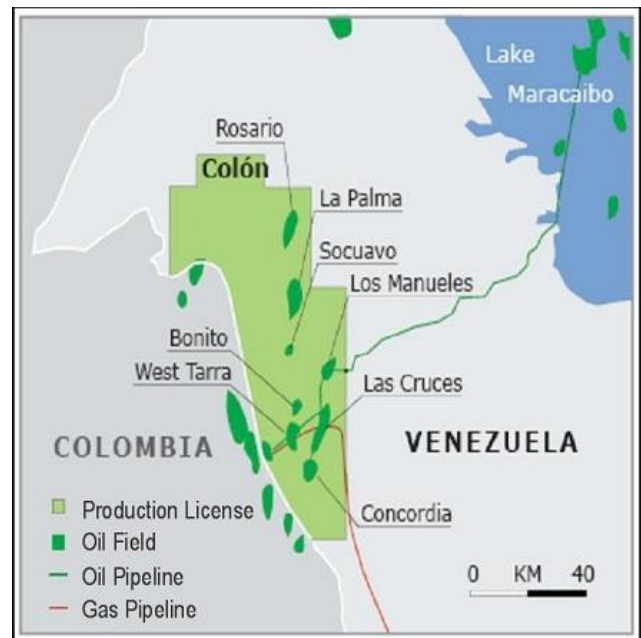 Lake
Maracaibo
Rosario
Colón
La Palma
Socuavo
Los Manueles
Bonito
West Tarra
Las Cruces
COLOMBIA
VENEZUELA
Concordia
Production License
Oil Field
Oil Pipeline
Gas Pipeline
0 KM 40